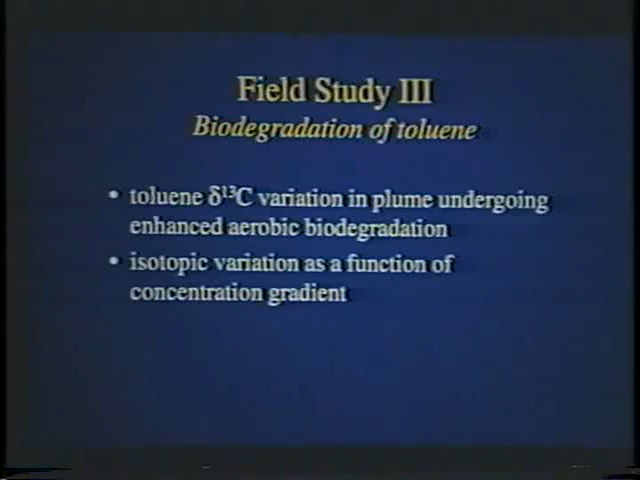 Field Study III
Biodegradation of toluene
• toluene δ¹³C variation in plume undergoing
enhanced aerobic biodegradation
• isotopic variation as a function of
concentration gradient